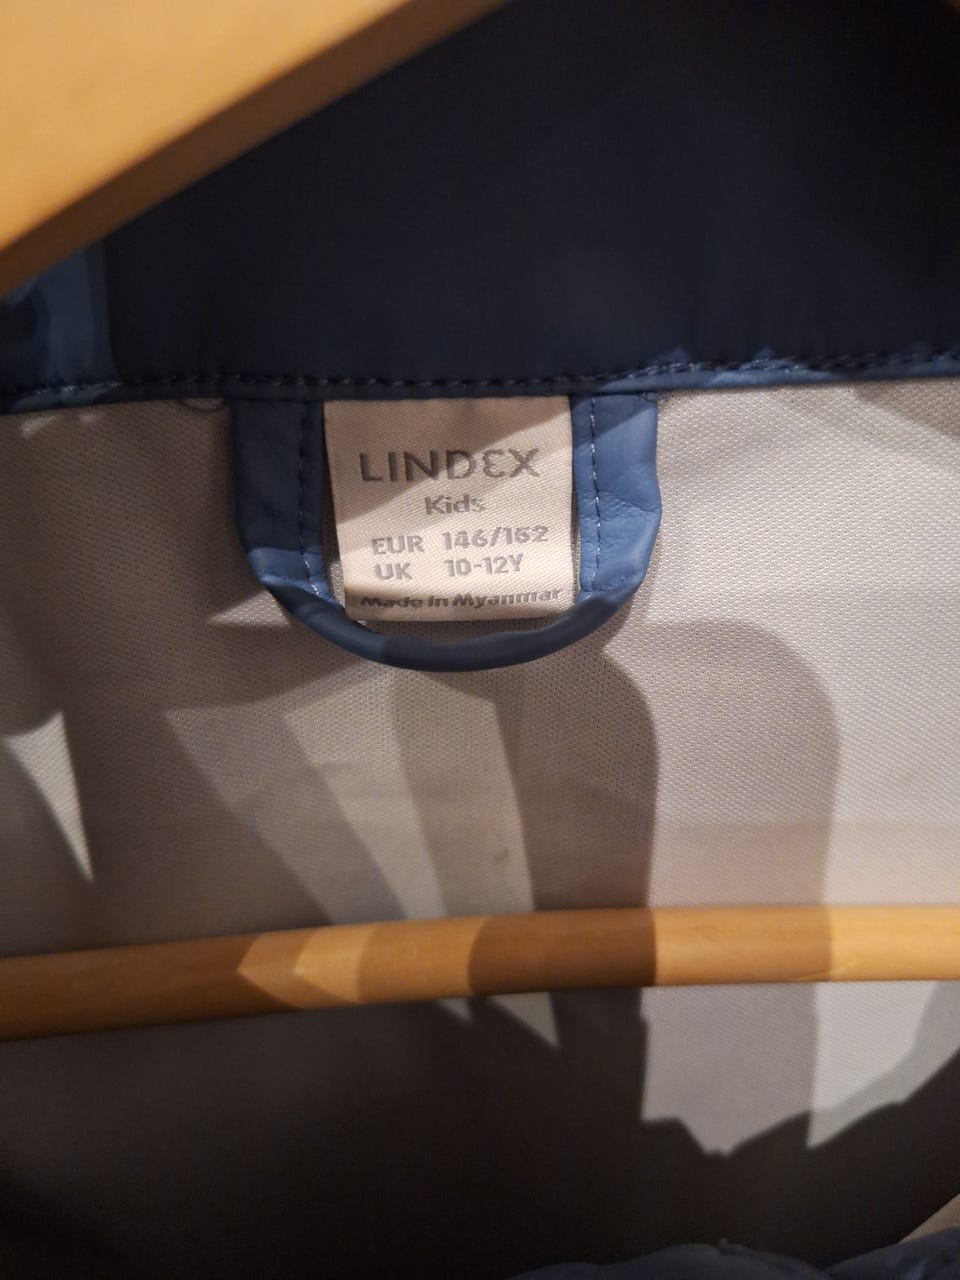 LINDEX
Kids
EUR 146/152
UK 10-12Y
Made in Myanmar